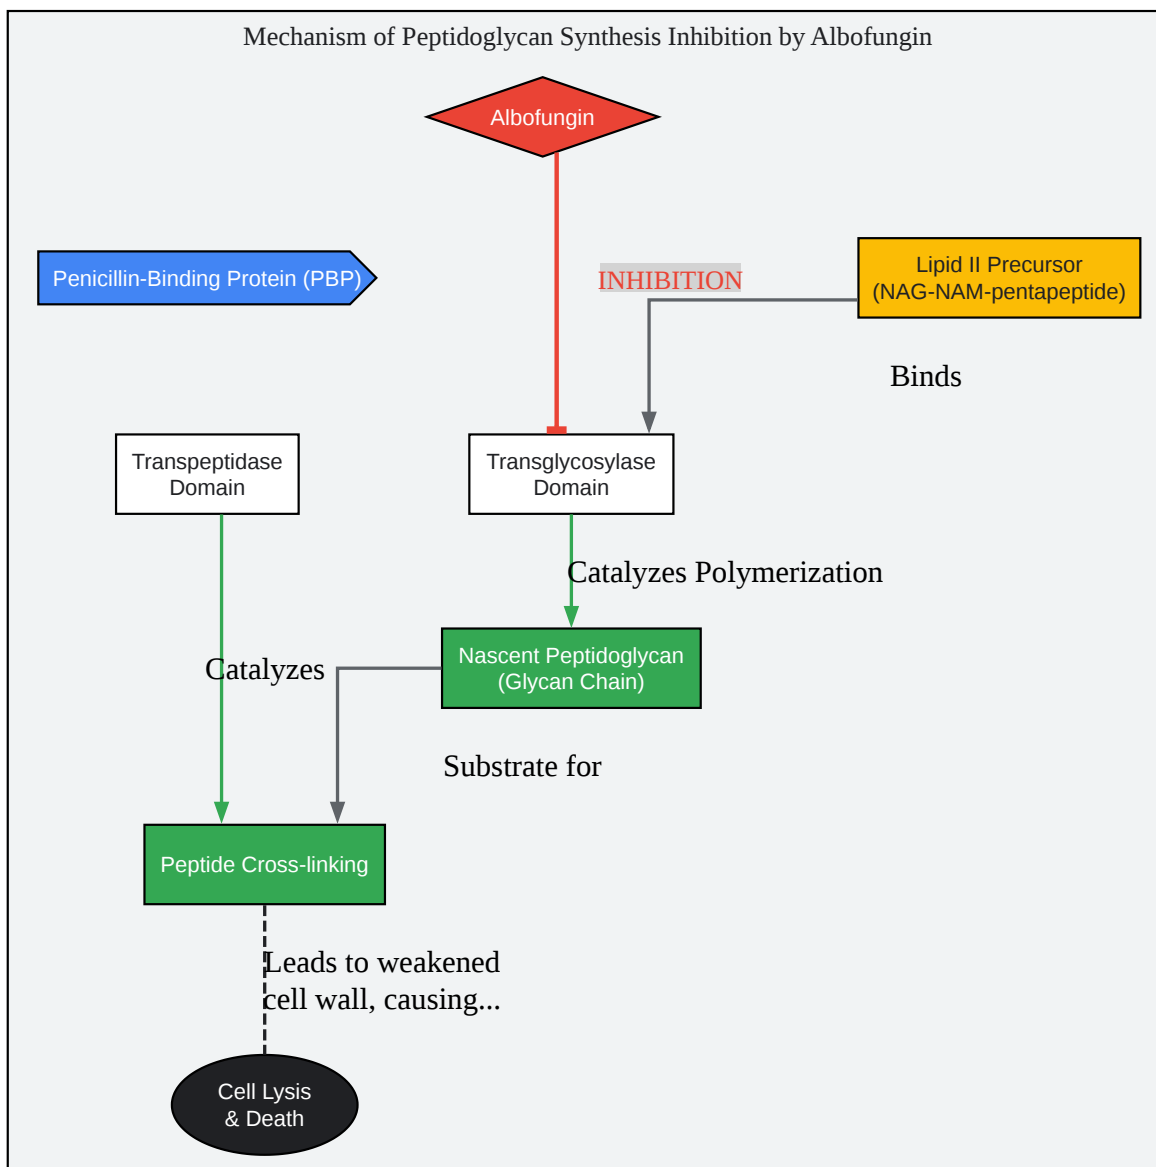 Mechanism of Peptidoglycan Synthesis Inhibition by Albofungin
Albofungin
Penicillin-Binding Protein (PBP)
INHIBITION
Lipid II Precursor
(NAG-NAM-pentapeptide)
Binds
Transpeptidase
Domain
Transglycosylase
Domain
Catalyzes Polymerization
Nascent Peptidoglycan
(Glycan Chain)
Catalyzes
Substrate for
Peptide Cross-linking
Leads to weakened
cell wall, causing...
Cell Lysis
& Death